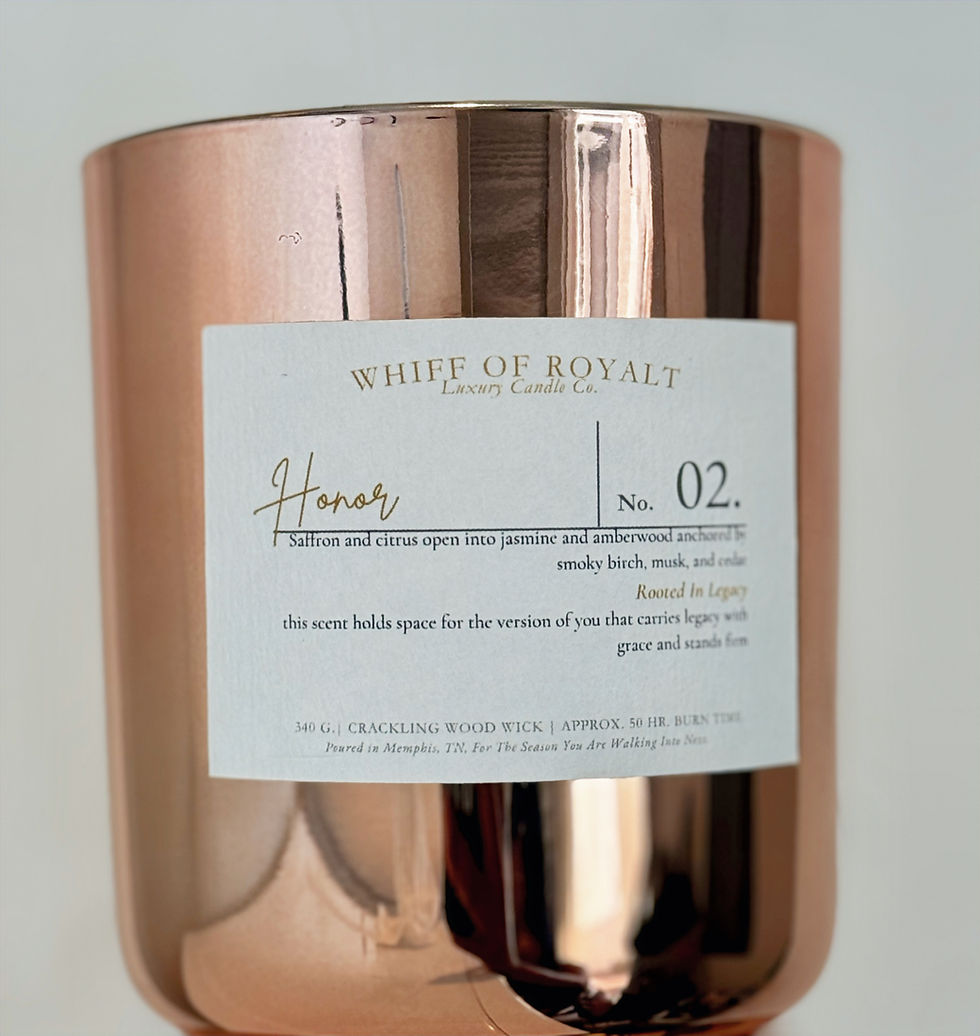 WHIFF OF ROYALT
Luxury Candle Co.
Honor
No. 02.
Saffron and citrus open into jasmine and amberwood anchored by
smoky birch, musk, and cedar
Rooted In Legacy
this scent holds space for the version of you that carries legacy with
grace and stands firm
340 G.| CRACKLING WOOD WICK | APPROX. 50 HR. BURN TIME
Poured in Memphis, TN, For The Season You Are Walking Into